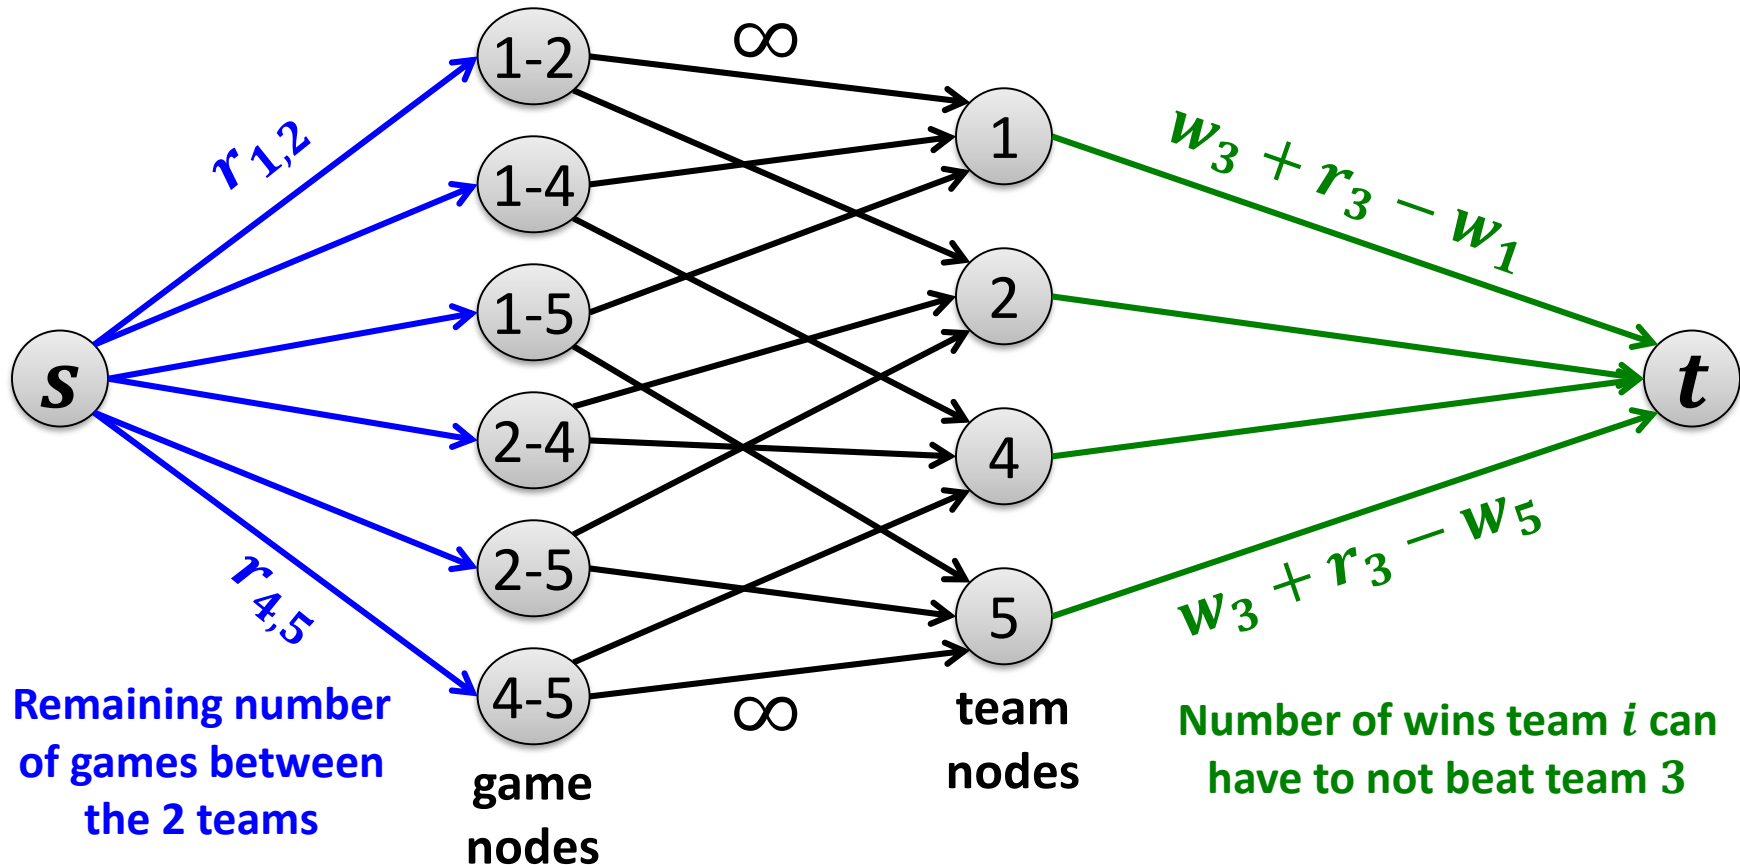 1-2
∞
1-4
1
r1,2
w3 + r3 − w1
1-5
2
s
t
2-4
4
2-5
5
r4,5
w3 + r3 − w5
4-5
∞
Remaining number
of games between
the 2 teams
game
nodes
team
nodes
Number of wins team i can
have to not beat team 3